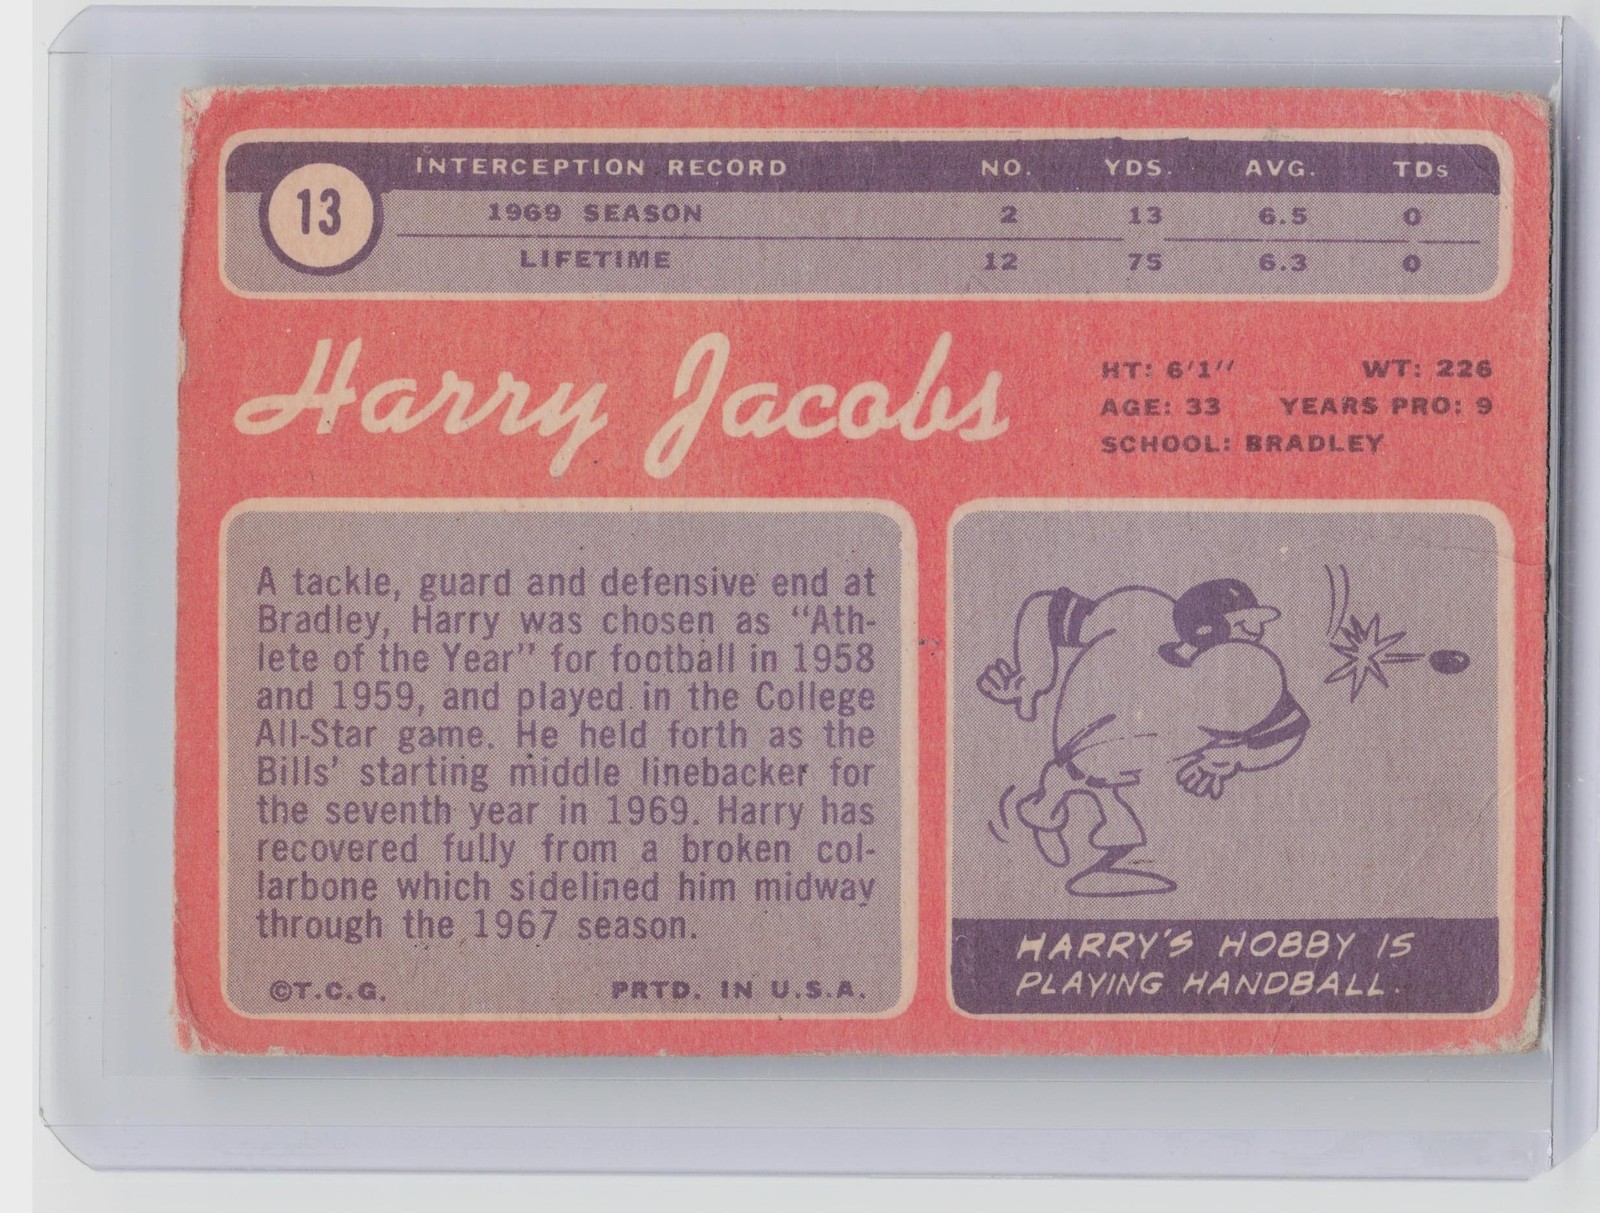 INTERCEPTION RECORD NO. YDS. AVG. TDs
13
1969 SEASON 2 13 6.5 0
LIFETIME 12 75 6.3 0
Harry Jacobs
HT: 6'1" WT: 226
AGE: 33 YEARS PRO: 9
SCHOOL: BRADLEY
A tackle, guard and defensive end at
Bradley, Harry was chosen as "Ath-
lete of the Year" for football in 1958
and 1959, and played in the College
All-Star game. He held forth as the
Bills' starting middle linebacker for
the seventh year in 1969. Harry has
recovered fully from a broken col-
larbone which sidelined him midway
through the 1967 season.
©T.C.G. PRTD. IN U.S.A.
HARRY'S HOBBY IS
PLAYING HANDBALL.